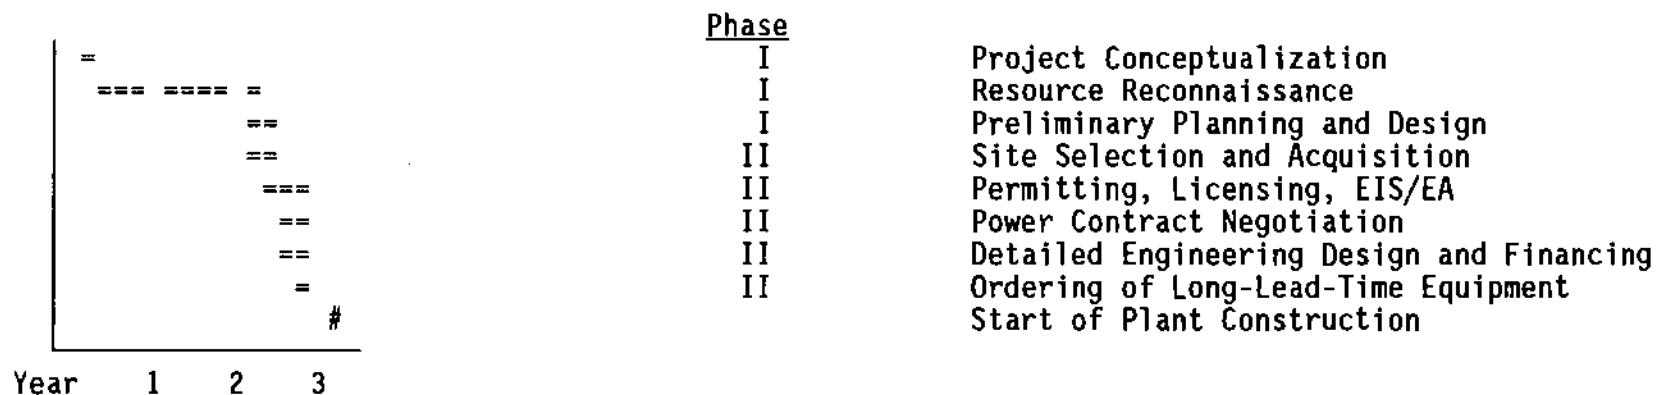 Phase
= I Project Conceptualization
=== ==== = I Resource Reconnaissance
== I Preliminary Planning and Design
== II Site Selection and Acquisition
=== II Permitting, Licensing, EIS/EA
== II Power Contract Negotiation
== II Detailed Engineering Design and Financing
= II Ordering of Long-Lead-Time Equipment
# Start of Plant Construction
Year 1 2 3